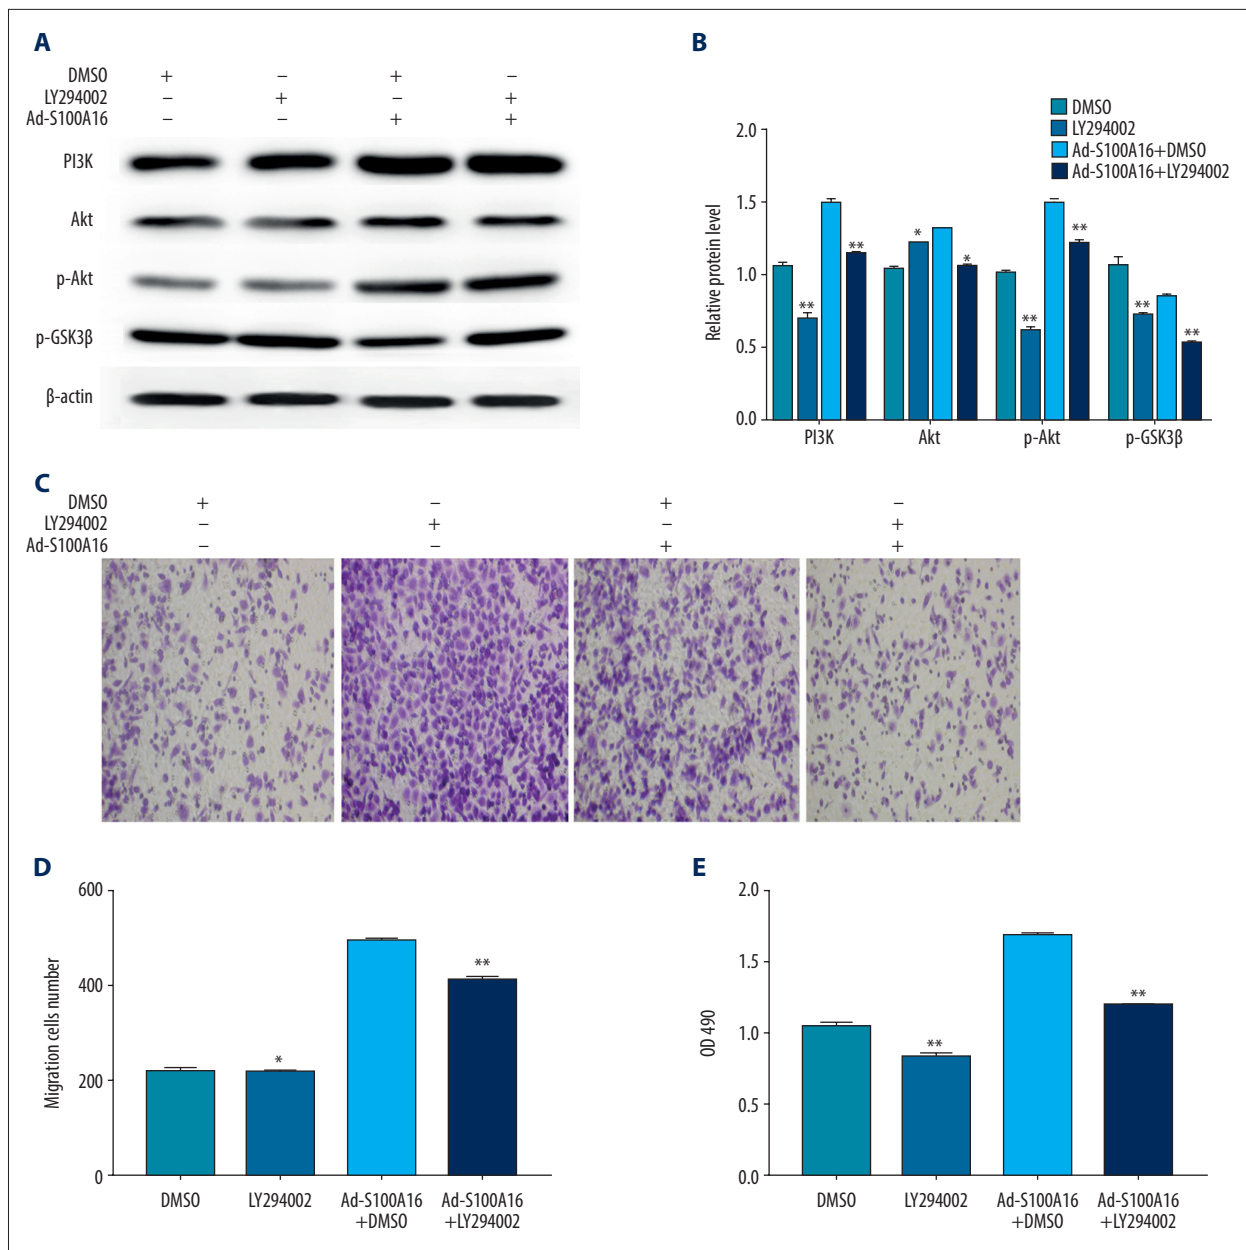 A
DMSO + – + –
LY294002 – + – +
Ad-S100A16 – – + +
PI3K
Akt
p-Akt
p-GSK3β
β-actin
B
DMSO
LY294002
Ad-S100A16+DMSO
Ad-S100A16+LY294002
Relative protein level
2.0
1.5
1.0
0.5
0.0
** ** * * ** ** ** **
PI3K Akt p-Akt p-GSK3β
C
DMSO + – + –
LY294002 – + – +
Ad-S100A16 – – + +
D
Migration cells number
600
400
200
0
* **
DMSO LY294002 Ad-S100A16 Ad-S100A16
+DMSO +LY294002
E
OD 490
2.0
1.5
1.0
0.5
0.0
** **
DMSO LY294002 Ad-S100A16 Ad-S100A16
+DMSO +LY294002